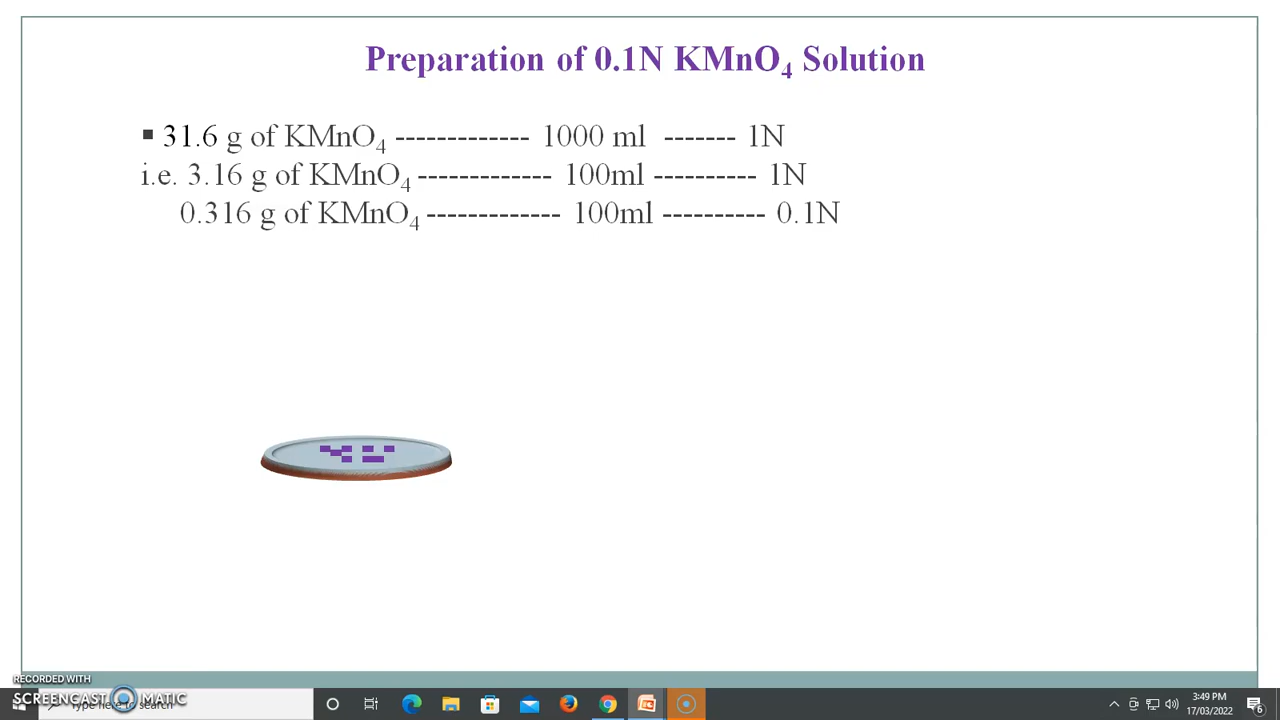 Preparation of 0.1N KMnO4 Solution
▪ 31.6 g of KMnO4 ------------- 1000 ml ------- 1N
i.e. 3.16 g of KMnO4 ------------- 100ml ---------- 1N
0.316 g of KMnO4 ------------- 100ml ---------- 0.1N
RECORDED WITH
SCREENCAST MATIC
Type here to search
3:49 PM
17/03/2022
6